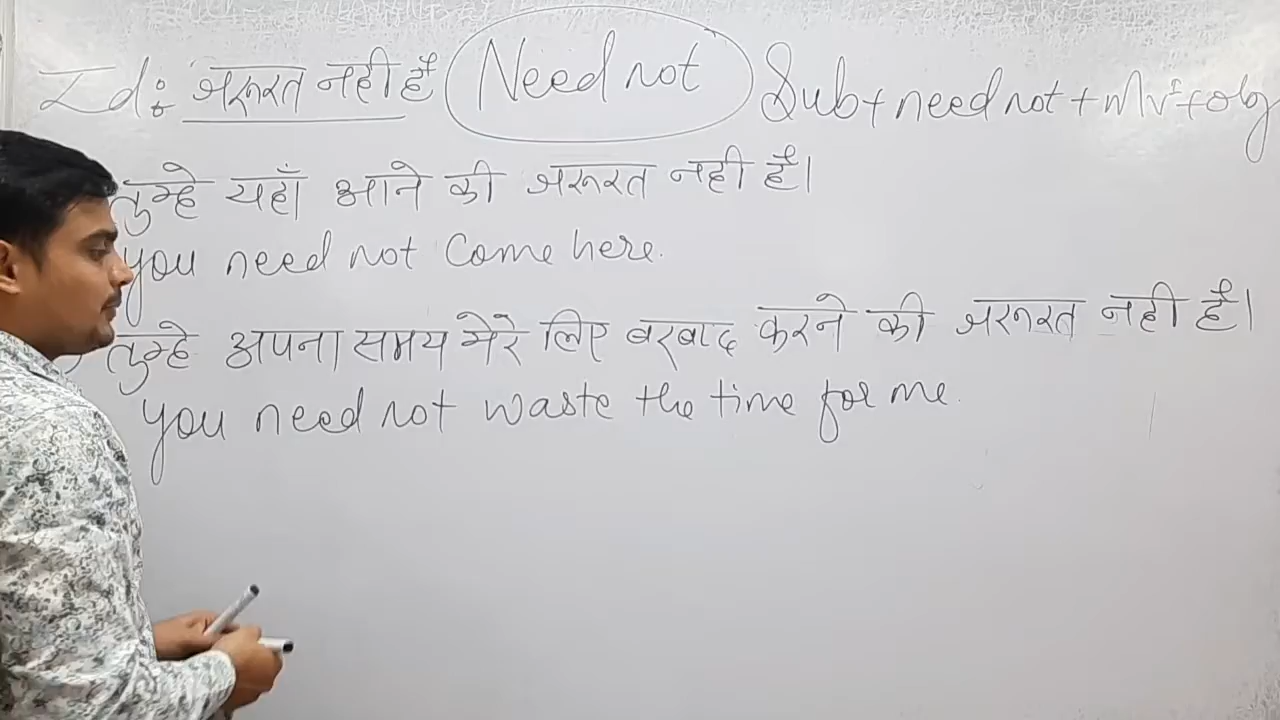 Id:- जरूरत नही है Need not Sub + need not + Mv¹ + obj
तुम्हे यहाँ आने की जरूरत नही है।
you need not Come here.
तुम्हे अपना समय मेरे लिए बरबाद करने की जरूरत नही है।
you need not waste the time for me.